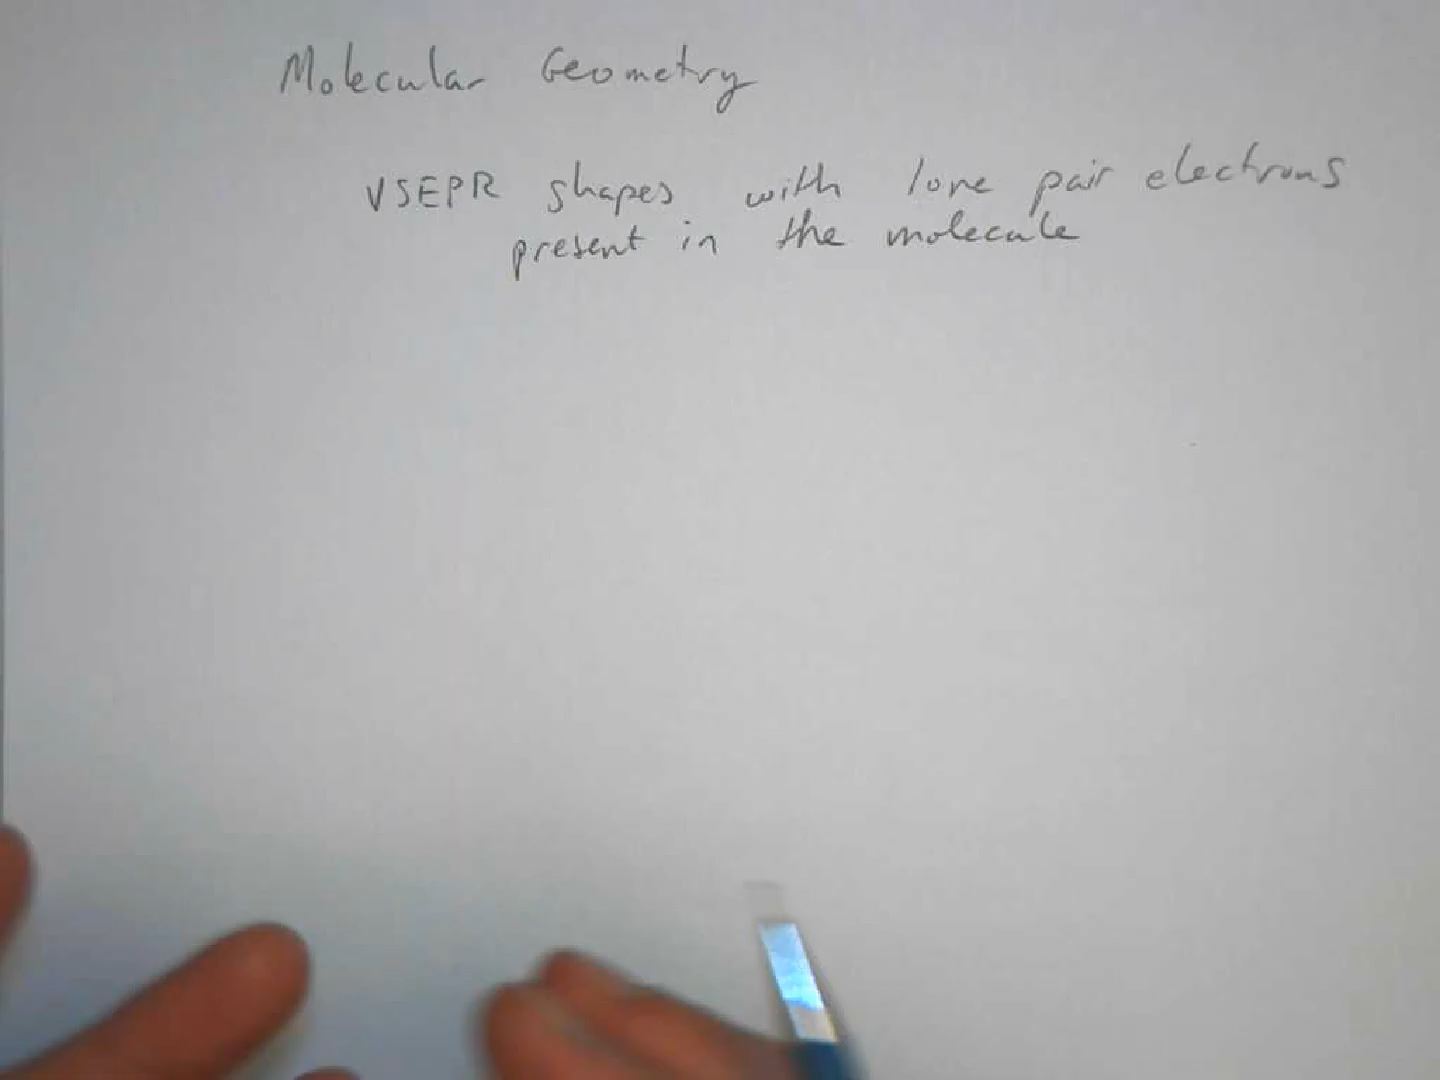 Molecular Geometry
VSEPR shapes with lone pair electrons
present in the molecule